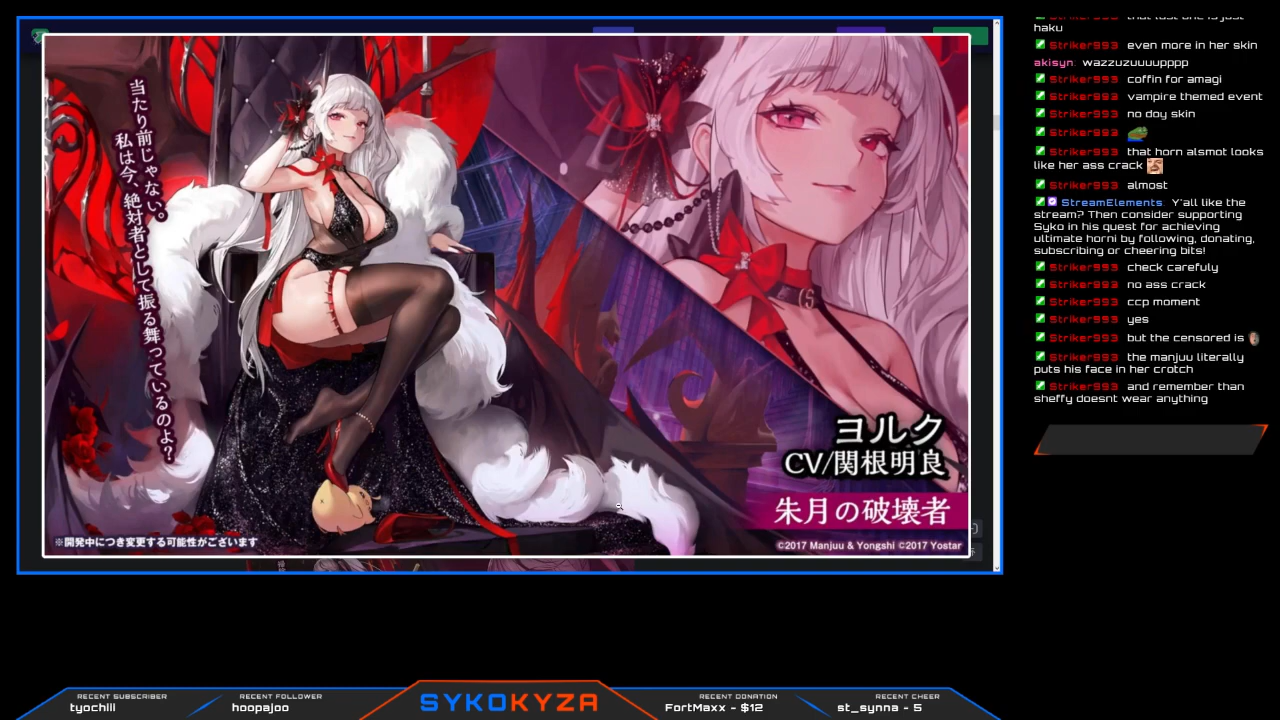 当たり前じゃない。
私は今、絶対者として振る舞っているのよ？
ヨルク
CV/関根明良
朱月の破壊者
※開発中につき変更する可能性がございます
©2017 Manjuu & Yongshi ©2017 Yostar
haku
Striker993 even more in her skin
akisyn: wazzuzuuuupppp
Striker993 coffin for amagi
Striker993 vampire themed event
Striker993 no doy skin
Striker993
Striker993 that horn alsmot looks
like her ass crack
Striker993 almost
StreamElements: Y'all like the
stream? Then consider supporting
Syko in his quest for achieving
ultimate horni by following, donating,
subscribing or cheering bits!
Striker993 check carefuly
Striker993 no ass crack
Striker993 ccp moment
Striker993 yes
Striker993 but the censored is
Striker993 the manjuu literally
puts his face in her crotch
Striker993 and remember than
sheffy doesnt wear anything
RECENT SUBSCRIBER
tyochill
RECENT FOLLOWER
hoopajoo
SYKOKYZA
RECENT DONATION
FortMaxx - $12
RECENT CHEER
st_synna - 5